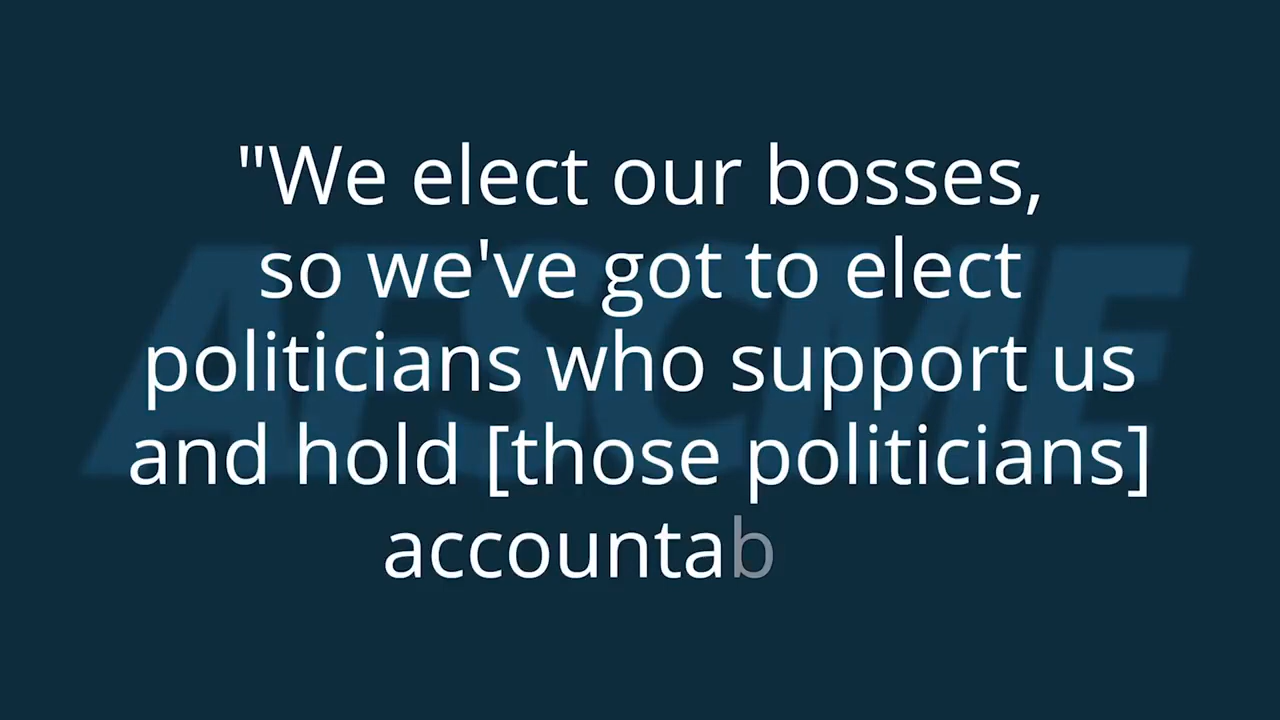 "We elect our bosses,
so we've got to elect
politicians who support us
and hold [those politicians]
accountab
AFSCME